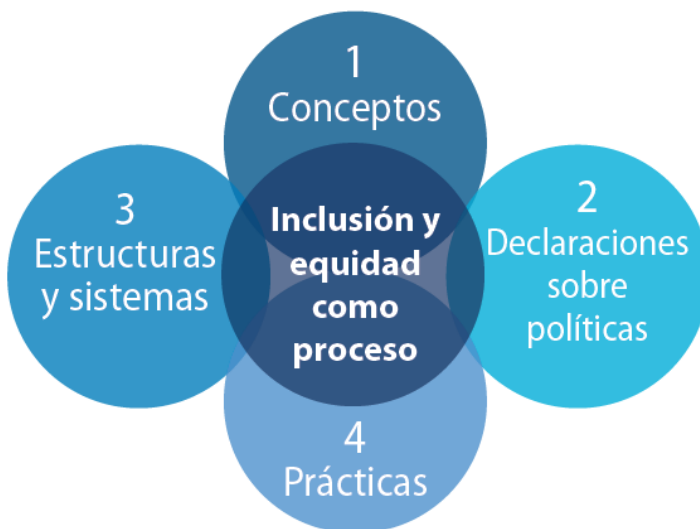 1
Conceptos
2
Declaraciones
sobre
políticas
3
Estructuras
y sistemas
Inclusión y
equidad
como
proceso
4
Prácticas